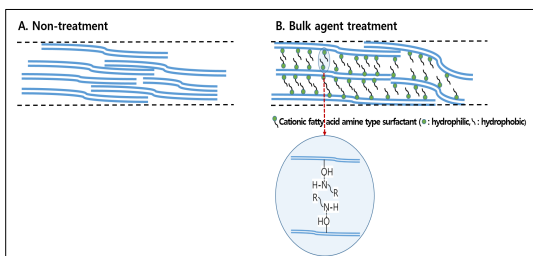 A. Non-treatment
B. Bulk agent treatment
Cationic fatty acid amine type surfactant (: hydrophilic, \ : hydrophobic)
OH
H-N
R
R
N-H
HO